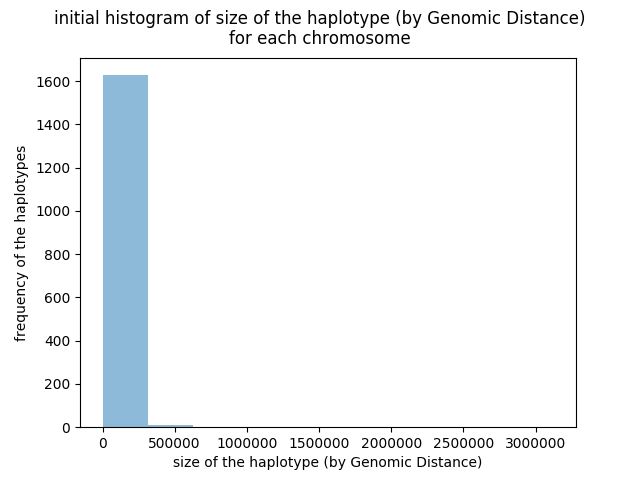 initial histogram of size of the haplotype (by Genomic Distance)
for each chromosome
frequency of the haplotypes
1600
1400
1200
1000
800
600
400
200
0
0 500000 1000000 1500000 2000000 2500000 3000000
size of the haplotype (by Genomic Distance)